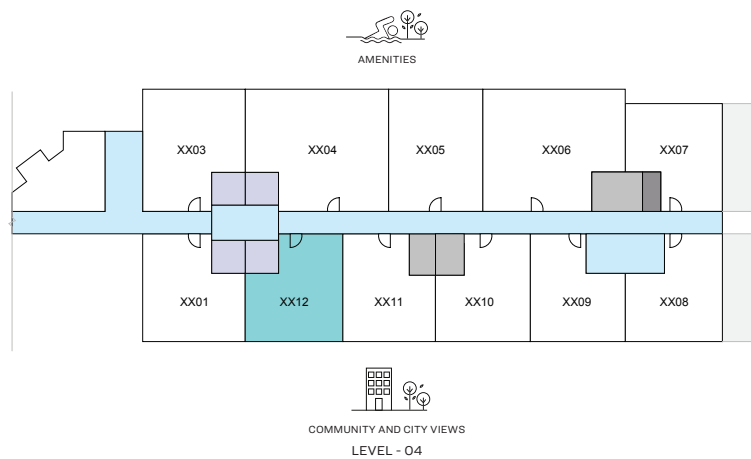 AMENITIES
XX03
XX04
XX05
XX06
XX07
XX01
XX12
XX11
XX10
XX09
XX08
COMMUNITY AND CITY VIEWS
LEVEL - 04